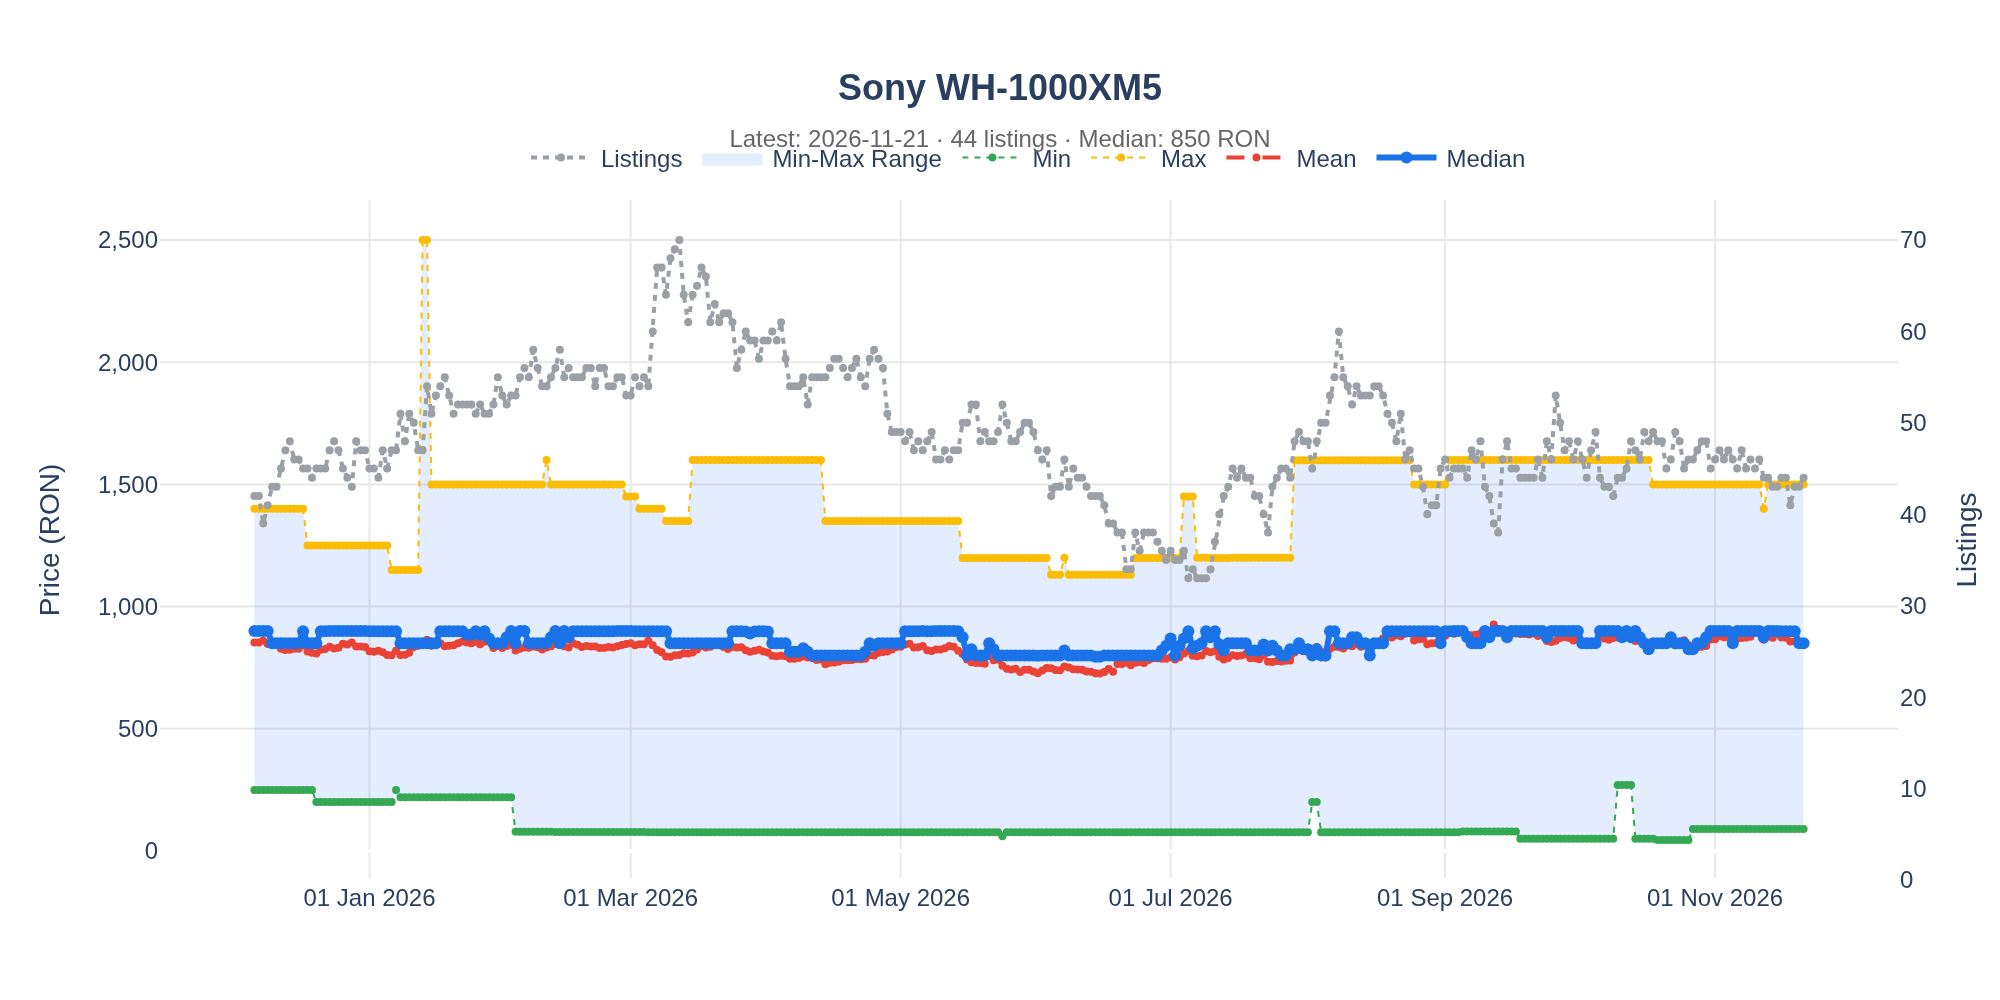 Sony WH-1000XM5
Latest: 2026-11-21 · 44 listings · Median: 850 RON
Listings Min-Max Range Min Max Mean Median
2,500 70
60
2,000
50
1,500
40
1,000 30
20
500
10
0
0
Price (RON)
Listings
01 Jan 2026 01 Mar 2026 01 May 2026 01 Jul 2026 01 Sep 2026 01 Nov 2026